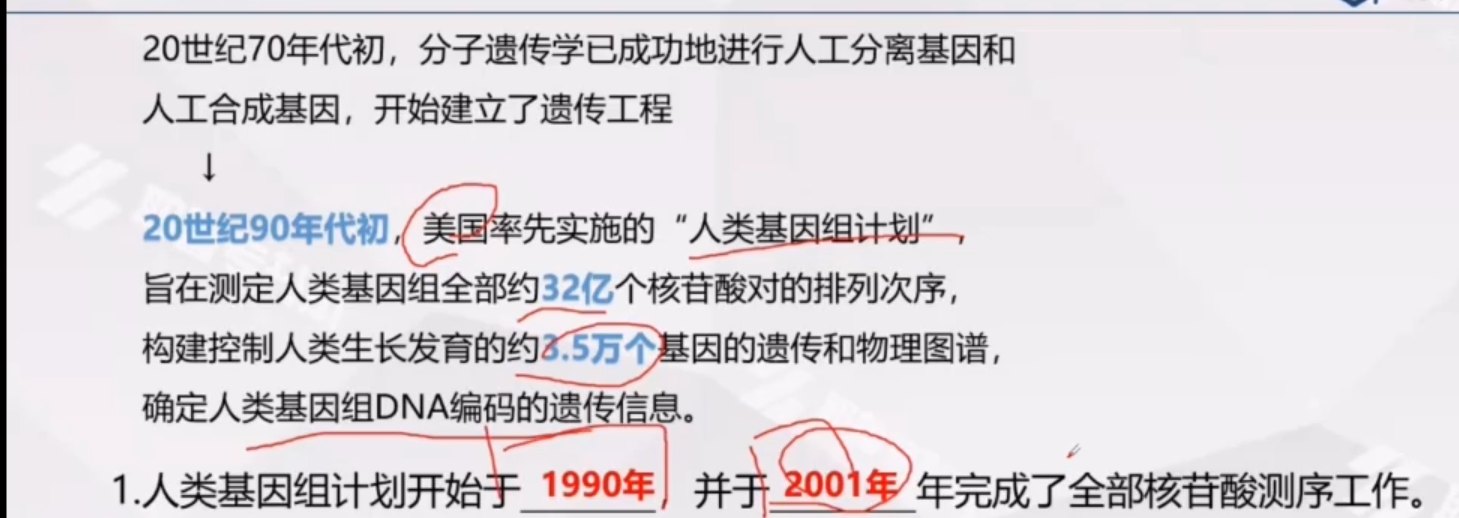 20世纪70年代初，分子遗传学已成功地进行人工分离基因和
人工合成基因，开始建立了遗传工程
↓
20世纪90年代初，美国率先实施的“人类基因组计划”，
旨在测定人类基因组全部约32亿个核苷酸对的排列次序，
构建控制人类生长发育的约3.5万个基因的遗传和物理图谱，
确定人类基因组DNA编码的遗传信息。
1.人类基因组计划开始于 1990年，并于 2001年 年完成了全部核苷酸测序工作。